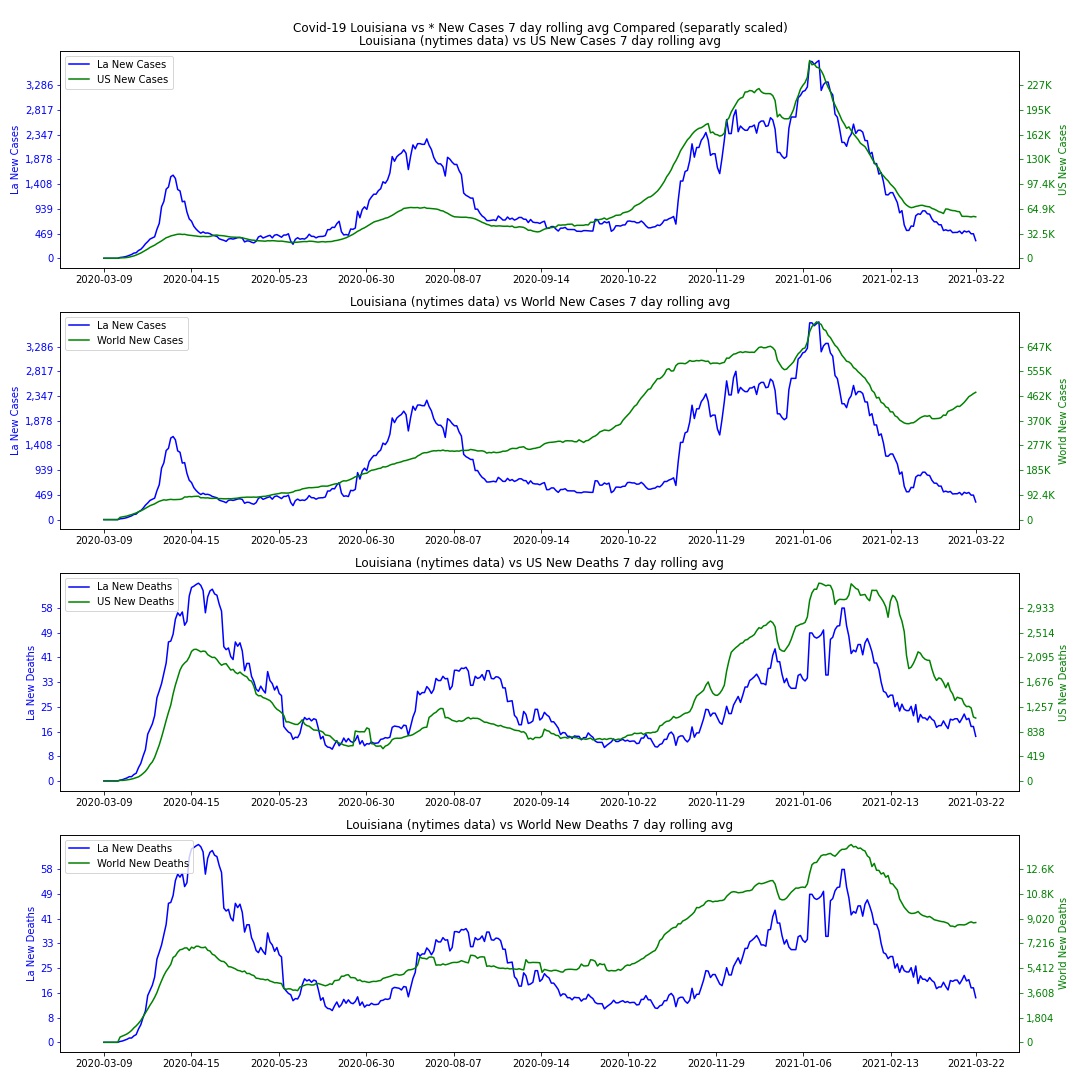 Covid-19 Louisiana vs * New Cases 7 day rolling avg Compared (separatly scaled)
Louisiana (nytimes data) vs US New Cases 7 day rolling avg
La New Cases
US New Cases
3,286
2,817
2,347
1,878
1,408
939
469
0
La New Cases
227K
195K
162K
130K
97.4K
64.9K
32.5K
0
US New Cases
2020-03-09 2020-04-15 2020-05-23 2020-06-30 2020-08-07 2020-09-14 2020-10-22 2020-11-29 2021-01-06 2021-02-13 2021-03-22
Louisiana (nytimes data) vs World New Cases 7 day rolling avg
La New Cases
World New Cases
3,286
2,817
2,347
1,878
1,408
939
469
0
La New Cases
647K
555K
462K
370K
277K
185K
92.4K
0
World New Cases
2020-03-09 2020-04-15 2020-05-23 2020-06-30 2020-08-07 2020-09-14 2020-10-22 2020-11-29 2021-01-06 2021-02-13 2021-03-22
Louisiana (nytimes data) vs US New Deaths 7 day rolling avg
La New Deaths
US New Deaths
58
49
41
33
25
16
8
0
La New Deaths
2,933
2,514
2,095
1,676
1,257
838
419
0
US New Deaths
2020-03-09 2020-04-15 2020-05-23 2020-06-30 2020-08-07 2020-09-14 2020-10-22 2020-11-29 2021-01-06 2021-02-13 2021-03-22
Louisiana (nytimes data) vs World New Deaths 7 day rolling avg
La New Deaths
World New Deaths
58
49
41
33
25
16
8
0
La New Deaths
12.6K
10.8K
9,020
7,216
5,412
3,608
1,804
0
World New Deaths
2020-03-09 2020-04-15 2020-05-23 2020-06-30 2020-08-07 2020-09-14 2020-10-22 2020-11-29 2021-01-06 2021-02-13 2021-03-22